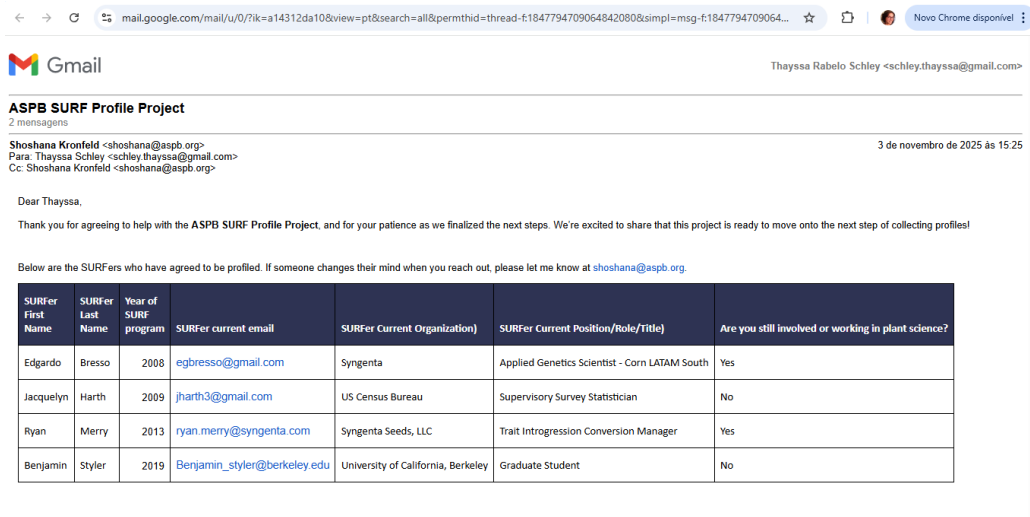 mail.google.com/mail/u/0/?ik=a14312da10&view=pt&search=all&permthid=thread-f:1847794709064842080&simpl=msg-f:1847794709064...
Novo Chrome disponível
Gmail
Thayssa Rabelo Schley <schley.thayssa@gmail.com>
ASPB SURF Profile Project
2 mensagens
Shoshana Kronfeld <shoshana@aspb.org>
3 de novembro de 2025 às 15:25
Para: Thayssa Schley <schley.thayssa@gmail.com>
Cc: Shoshana Kronfeld <shoshana@aspb.org>
Dear Thayssa,
Thank you for agreeing to help with the ASPB SURF Profile Project, and for your patience as we finalized the next steps. We're excited to share that this project is ready to move onto the next step of collecting profiles!
Below are the SURFers who have agreed to be profiled. If someone changes their mind when you reach out, please let me know at shoshana@aspb.org.
SURFer First Name SURFer Last Name Year of SURF program SURFer current email SURFer Current Organization) SURFer Current Position/Role/Title) Are you still involved or working in plant science?
Edgardo Bresso 2008 egbresso@gmail.com Syngenta Applied Genetics Scientist - Corn LATAM South Yes
Jacquelyn Harth 2009 jharth3@gmail.com US Census Bureau Supervisory Survey Statistician No
Ryan Merry 2013 ryan.merry@syngenta.com Syngenta Seeds, LLC Trait Introgression Conversion Manager Yes
Benjamin Styler 2019 Benjamin_styler@berkeley.edu University of California, Berkeley Graduate Student No